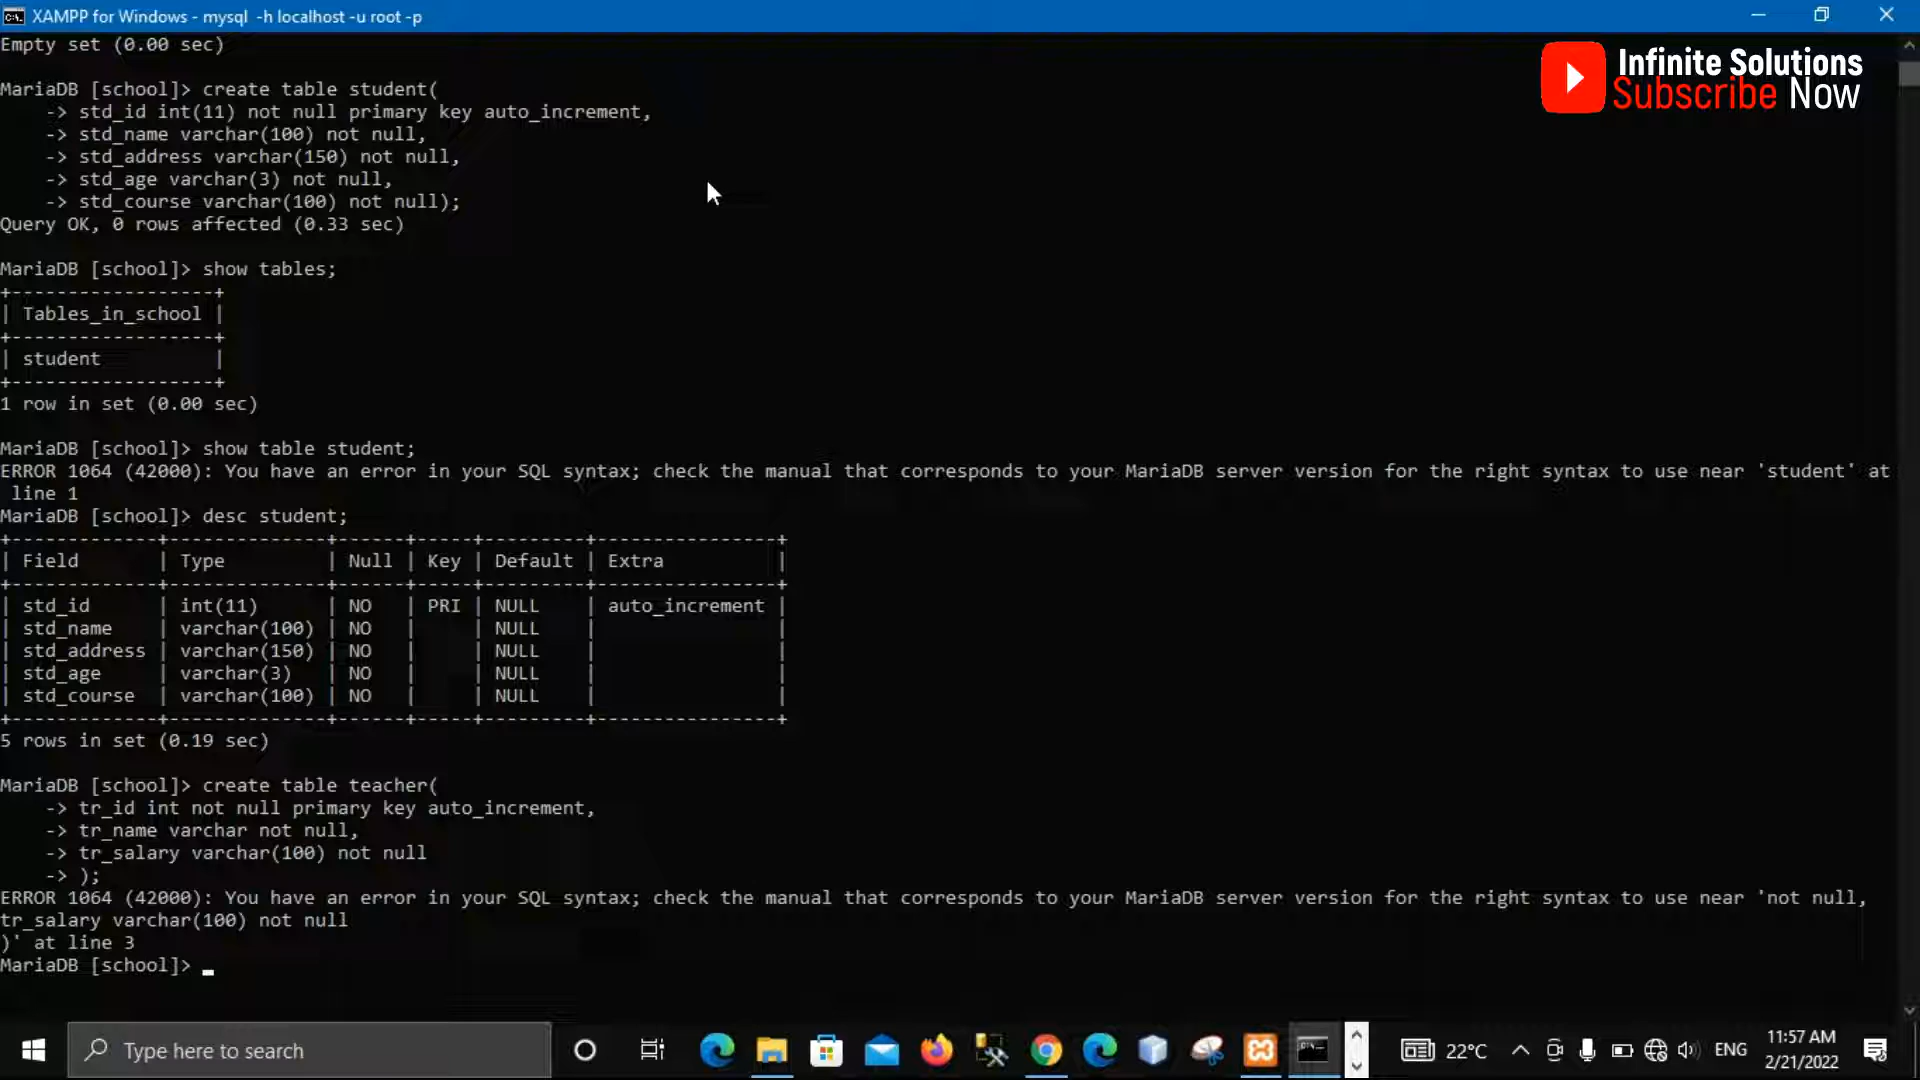 XAMPP for Windows - mysql -h localhost -u root -p
Empty set (0.00 sec)
Infinite Solutions
Subscribe Now
MariaDB [school]> create table student(
    -> std_id int(11) not null primary key auto_increment,
    -> std_name varchar(100) not null,
    -> std_address varchar(150) not null,
    -> std_age varchar(3) not null,
    -> std_course varchar(100) not null);
Query OK, 0 rows affected (0.33 sec)
MariaDB [school]> show tables;
+------------------+
| Tables_in_school |
+------------------+
| student          |
+------------------+
1 row in set (0.00 sec)
MariaDB [school]> show table student;
ERROR 1064 (42000): You have an error in your SQL syntax; check the manual that corresponds to your MariaDB server version for the right syntax to use near 'student' at
 line 1
MariaDB [school]> desc student;
+-------------+--------------+------+-----+---------+----------------+
| Field       | Type         | Null | Key | Default | Extra          |
+-------------+--------------+------+-----+---------+----------------+
| std_id      | int(11)      | NO   | PRI | NULL    | auto_increment |
| std_name    | varchar(100) | NO   |     | NULL    |                |
| std_address | varchar(150) | NO   |     | NULL    |                |
| std_age     | varchar(3)   | NO   |     | NULL    |                |
| std_course  | varchar(100) | NO   |     | NULL    |                |
+-------------+--------------+------+-----+---------+----------------+
5 rows in set (0.19 sec)
MariaDB [school]> create table teacher(
    -> tr_id int not null primary key auto_increment,
    -> tr_name varchar not null,
    -> tr_salary varchar(100) not null
    -> );
ERROR 1064 (42000): You have an error in your SQL syntax; check the manual that corresponds to your MariaDB server version for the right syntax to use near 'not null,
tr_salary varchar(100) not null
)' at line 3
MariaDB [school]> _
Type here to search
22°C
ENG
11:57 AM
2/21/2022